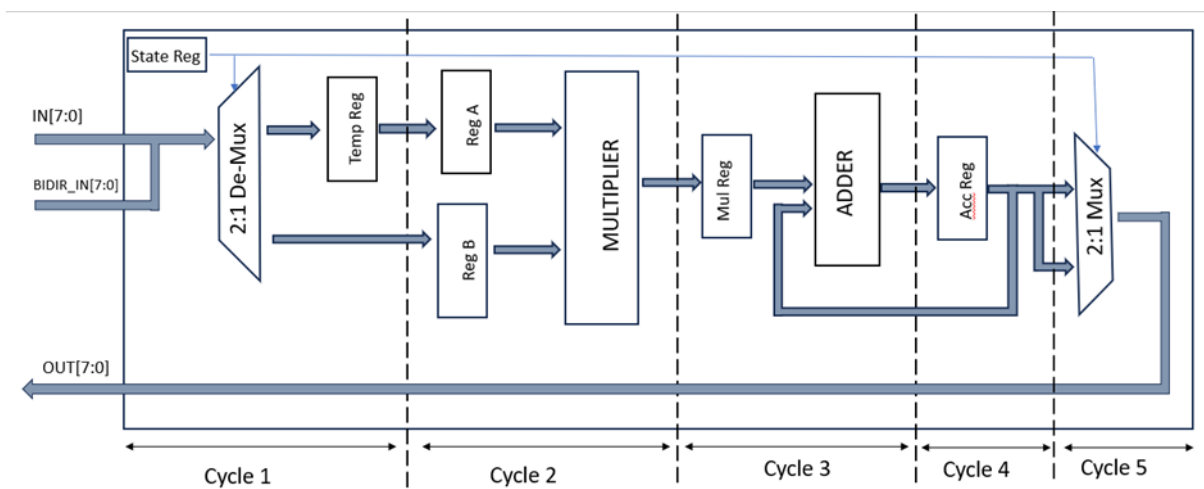 State Reg
IN[7:0]
BIDIR_IN[7:0]
2:1 De-Mux
Temp Reg
Reg A
Reg B
MULTIPLIER
Mul Reg
ADDER
Acc Reg
2:1 Mux
OUT[7:0]
Cycle 1
Cycle 2
Cycle 3
Cycle 4
Cycle 5